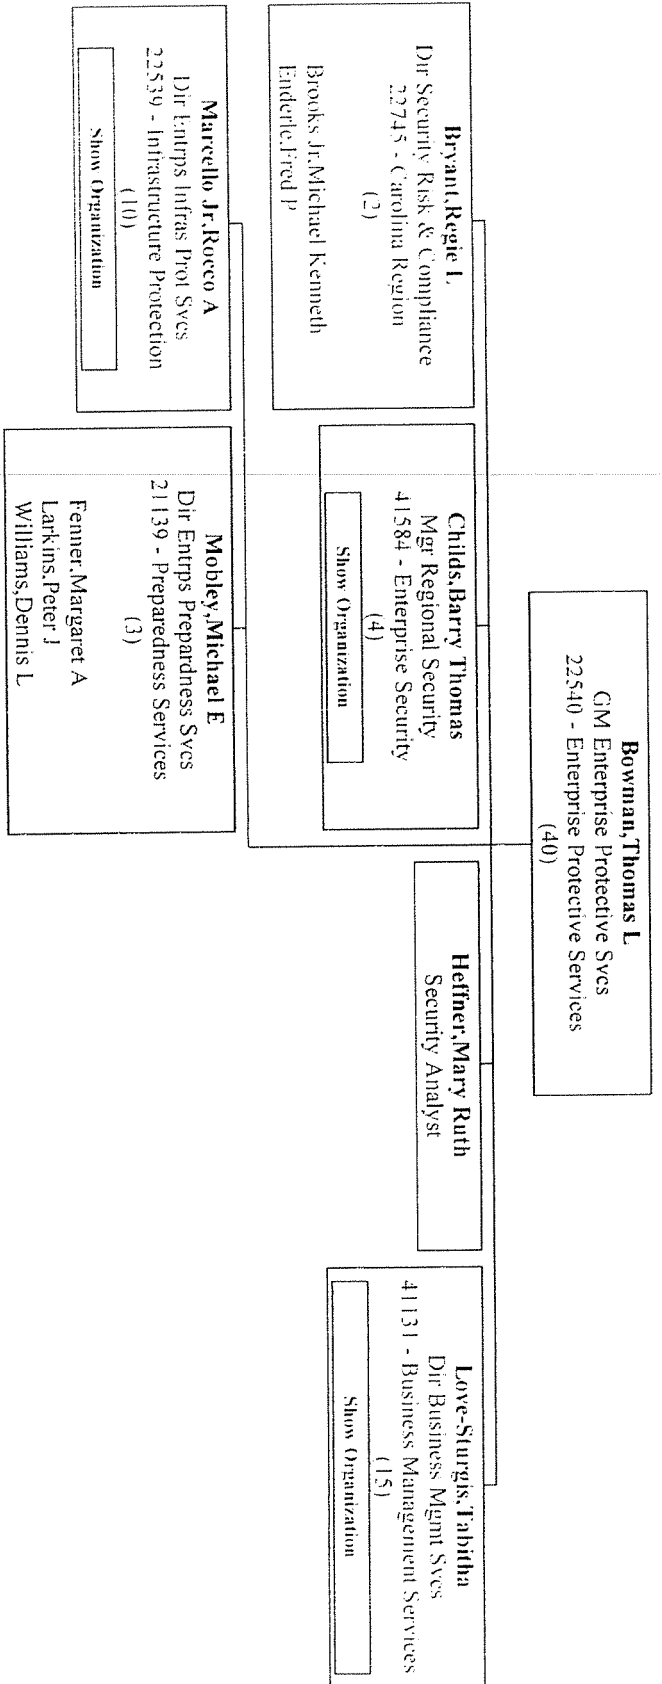 Bowman,Thomas L
GM Enterprise Protective Svcs
22540 - Enterprise Protective Services
(40)
Bryant,Regie L
Dir Security Risk & Compliance
22745 - Carolina Region
(2)
Brooks Jr,Michael Kenneth
Enderle,Fred P
Childs,Barry Thomas
Mgr Regional Security
41584 - Enterprise Security
(4)
Show Organization
Heffner,Mary Ruth
Security Analyst
Love-Sturgis,Tabitha
Dir Business Mgmt Svcs
41131 - Business Management Services
(15)
Show Organization
Marcello Jr,Rocco A
Dir Entrps Infras Prot Svcs
22539 - Infrastructure Protection
(10)
Show Organization
Mobley,Michael E
Dir Entrps Prepardness Svcs
21139 - Preparedness Services
(3)
Fenner,Margaret A
Larkins,Peter J
Williams,Dennis L